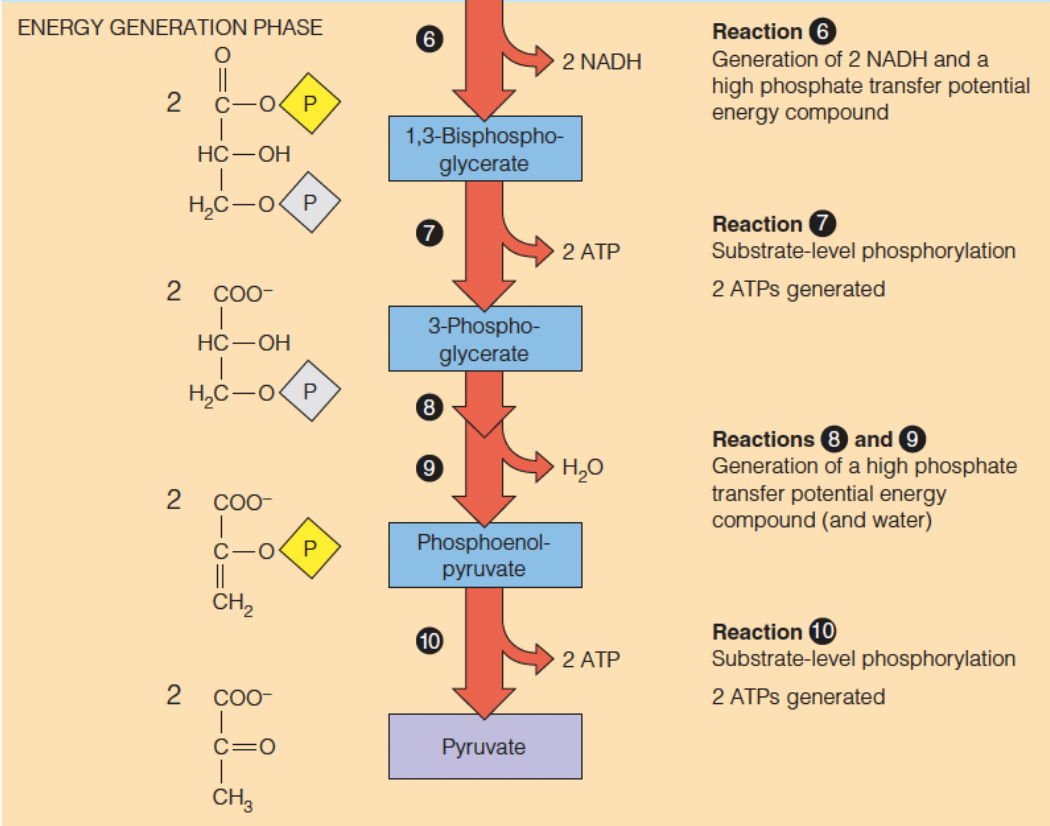 ENERGY GENERATION PHASE
O
2 C—O P
HC—OH
H₂C—O P
2 COO⁻
HC—OH
H₂C—O P
2 COO⁻
C—O P
CH₂
2 COO⁻
C=O
CH₃
6
2 NADH
1,3-Bisphospho-
glycerate
7
2 ATP
3-Phospho-
glycerate
8
9
H₂O
Phosphoenol-
pyruvate
10
2 ATP
Pyruvate
Reaction 6
Generation of 2 NADH and a
high phosphate transfer potential
energy compound
Reaction 7
Substrate-level phosphorylation
2 ATPs generated
Reactions 8 and 9
Generation of a high phosphate
transfer potential energy
compound (and water)
Reaction 10
Substrate-level phosphorylation
2 ATPs generated